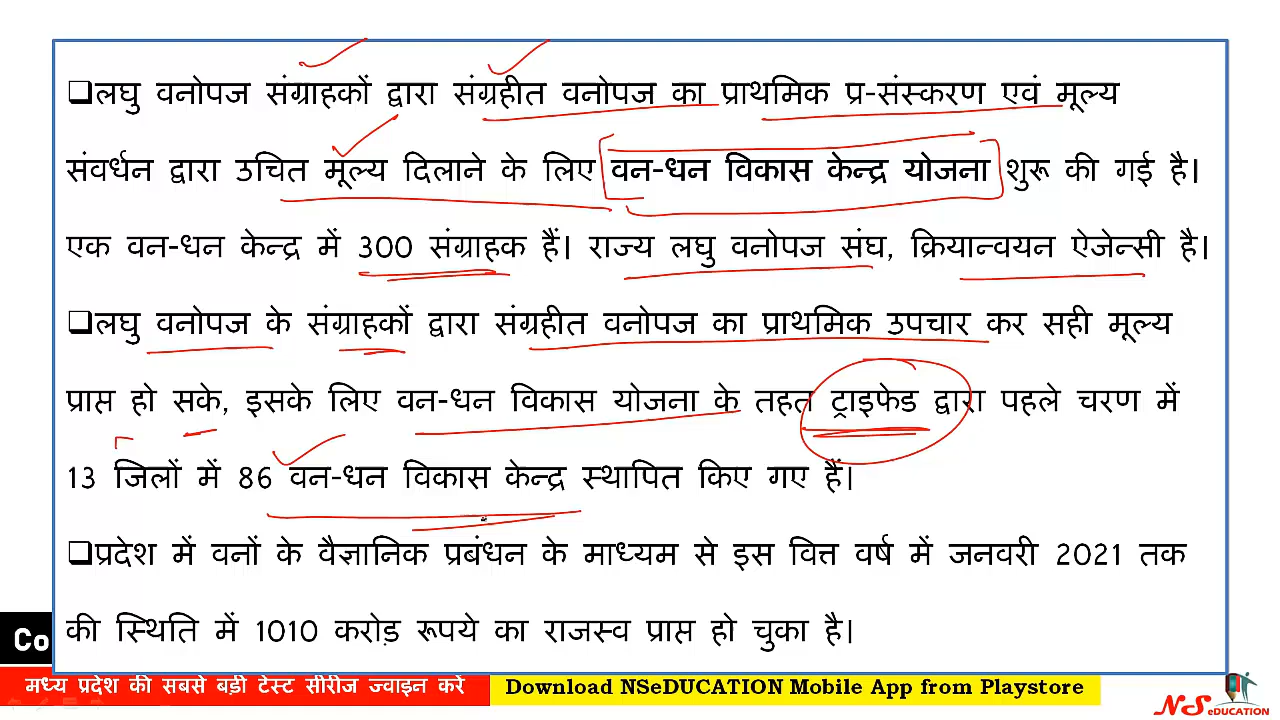 ❑लघु वनोपज संग्राहकों द्वारा संग्रहीत वनोपज का प्राथमिक प्र-संस्करण एवं मूल्य
संवर्धन द्वारा उचित मूल्य दिलाने के लिए वन-धन विकास केन्द्र योजना शुरू की गई है।
एक वन-धन केन्द्र में 300 संग्राहक हैं। राज्य लघु वनोपज संघ, क्रियान्वयन ऐजेन्सी है।
❑लघु वनोपज के संग्राहकों द्वारा संग्रहीत वनोपज का प्राथमिक उपचार कर सही मूल्य
प्राप्त हो सके, इसके लिए वन-धन विकास योजना के तहत ट्राइफेड द्वारा पहले चरण में
13 जिलों में 86 वन-धन विकास केन्द्र स्थापित किए गए हैं।
❑प्रदेश में वनों के वैज्ञानिक प्रबंधन के माध्यम से इस वित्त वर्ष में जनवरी 2021 तक
की स्थिति में 1010 करोड़ रूपये का राजस्व प्राप्त हो चुका है।
Co
मध्य प्रदेश की सबसे बड़ी टेस्ट सीरीज ज्वाइन करें Download NSeDUCATION Mobile App from Playstore
NS eDUCATION